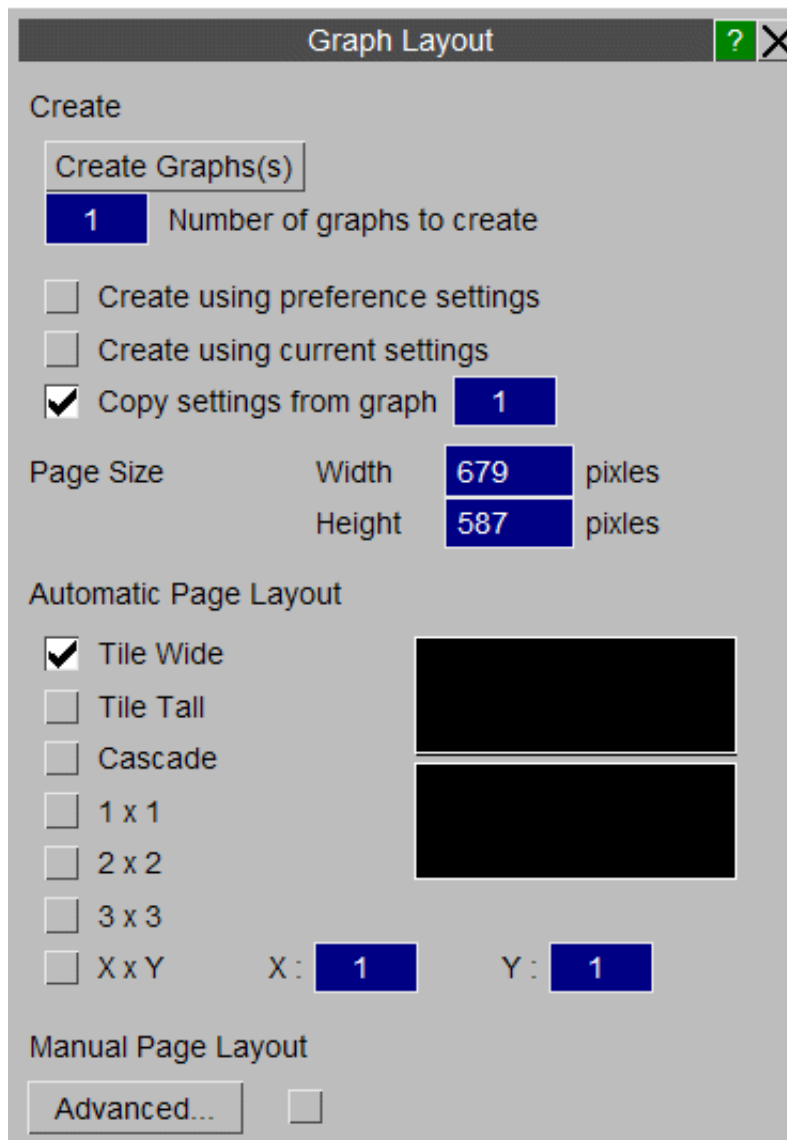 Graph Layout ?
Create
Create Graphs(s)
1 Number of graphs to create
Create using preference settings
Create using current settings
Copy settings from graph 1
Page Size Width 679 pixles
Height 587 pixles
Automatic Page Layout
Tile Wide
Tile Tall
Cascade
1 x 1
2 x 2
3 x 3
X x Y X : 1 Y : 1
Manual Page Layout
Advanced...